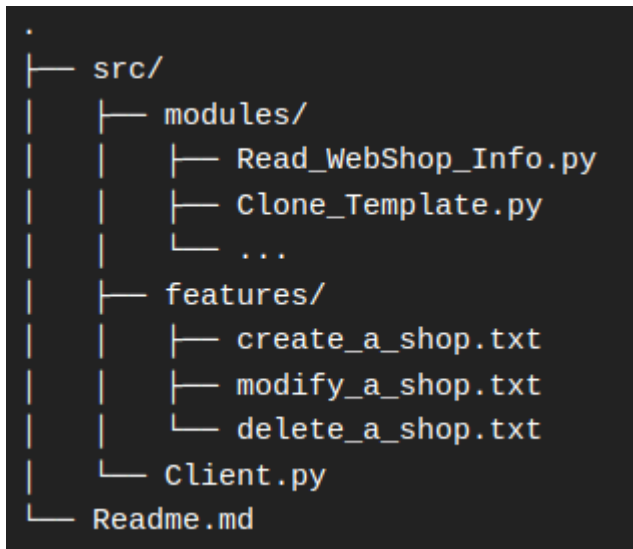 .
├── src/
│   ├── modules/
│   │   ├── Read_WebShop_Info.py
│   │   ├── Clone_Template.py
│   │   └── ...
│   ├── features/
│   │   ├── create_a_shop.txt
│   │   ├── modify_a_shop.txt
│   │   └── delete_a_shop.txt
│   └── Client.py
└── Readme.md